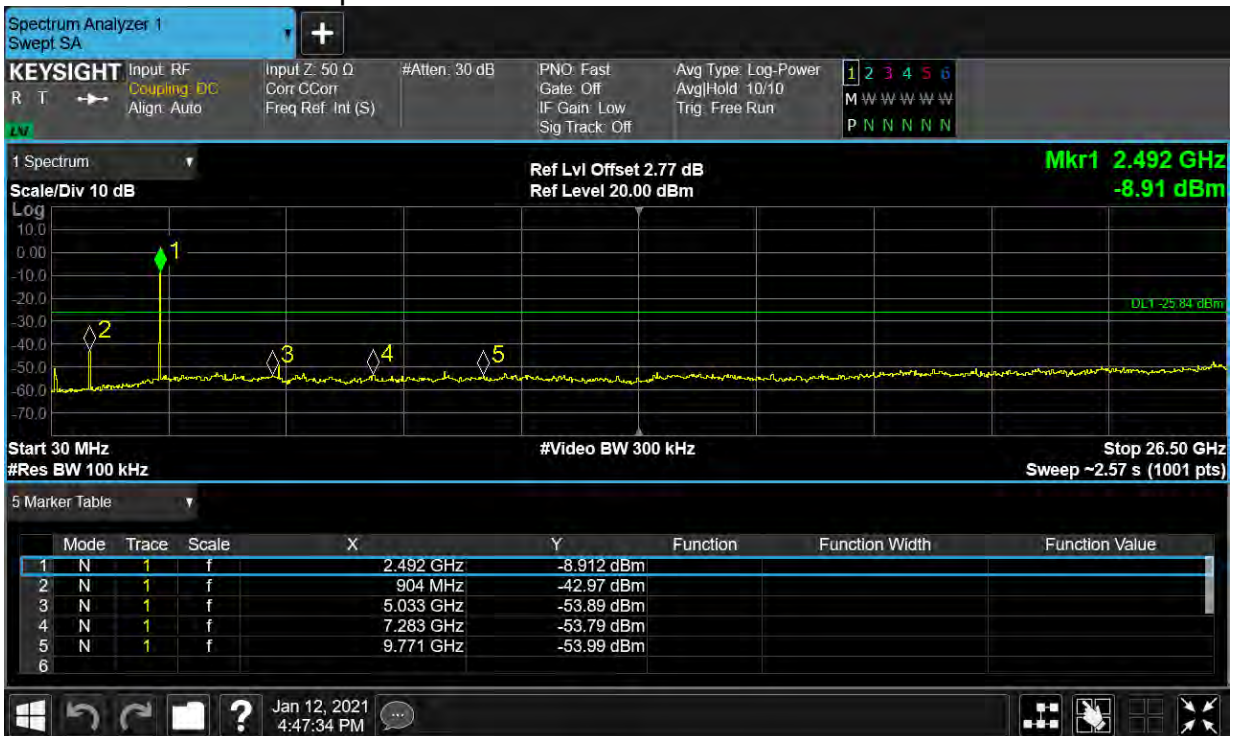 Spectrum Analyzer 1
Swept SA
+
KEYSIGHT Input: RF Input Z: 50 Ω #Atten: 30 dB PNO: Fast Avg Type: Log-Power 1 2 3 4 5 6
R T Coupling: DC Corr CCorr Gate: Off Avg|Hold: 10/10 M W W W W W
Align: Auto Freq Ref: Int (S) IF Gain: Low Trig: Free Run
LXI Sig Track: Off P N N N N N N
1 Spectrum Ref Lvl Offset 2.77 dB Mkr1 2.492 GHz
Scale/Div 10 dB Ref Level 20.00 dBm -8.91 dBm
Log
10.0
0.00 1
-10.0
-20.0 DL1 -25.84 dBm
-30.0 2
-40.0
-50.0 3 4 5
-60.0
-70.0
Start 30 MHz #Video BW 300 kHz Stop 26.50 GHz
#Res BW 100 kHz Sweep ~2.57 s (1001 pts)
5 Marker Table
Mode Trace Scale X Y Function Function Width Function Value
1 N 1 f 2.492 GHz -8.912 dBm
2 N 1 f 904 MHz -42.97 dBm
3 N 1 f 5.033 GHz -53.89 dBm
4 N 1 f 7.283 GHz -53.79 dBm
5 N 1 f 9.771 GHz -53.99 dBm
6
? Jan 12, 2021
4:47:34 PM